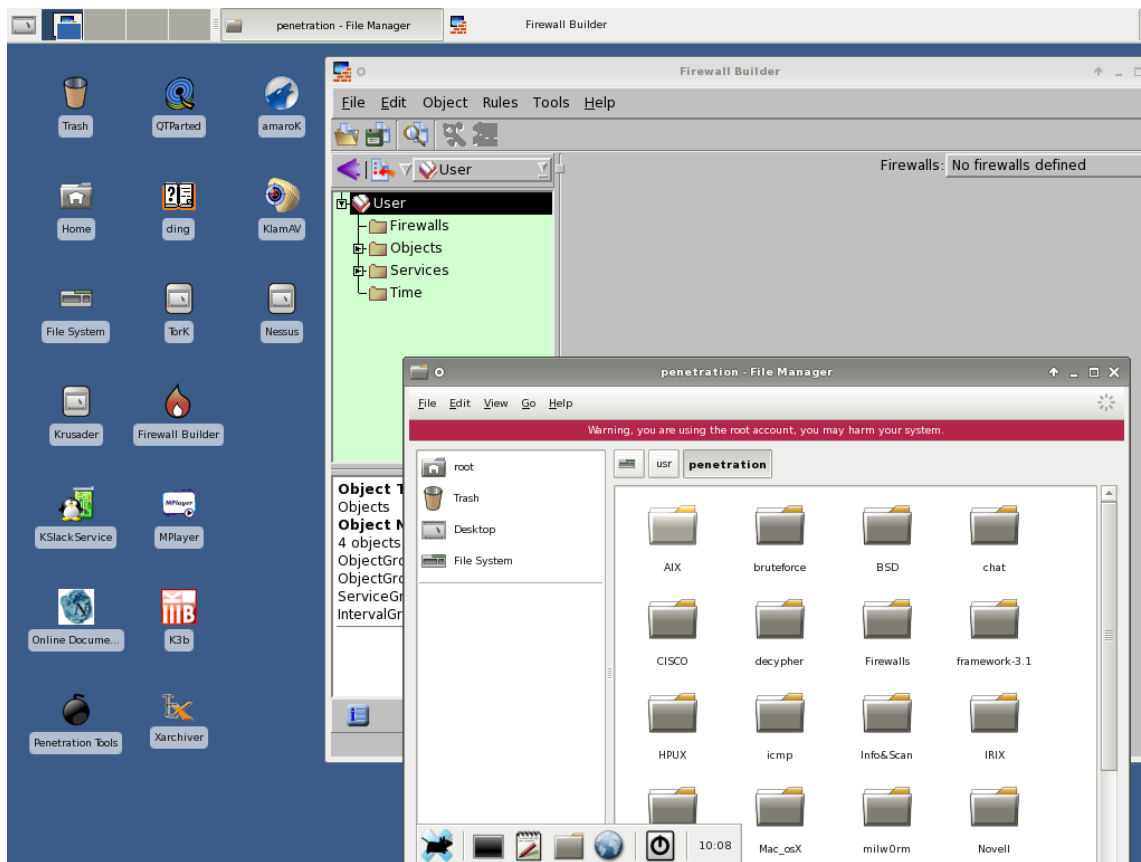 penetration - File Manager
Firewall Builder
Trash
QTParted
amaroK
Home
ding
KlamAV
File System
TorK
Nessus
Krusader
Firewall Builder
KSlackService
MPlayer
Online Docume...
K3b
Penetration Tools
Xarchiver
Firewall Builder
File Edit Object Rules Tools Help
User
Firewalls: No firewalls defined
User
Firewalls
Objects
Services
Time
Object T
Objects
Object N
4 objects
ObjectGro
ObjectGro
ServiceGr
IntervalGr
penetration - File Manager
File Edit View Go Help
Warning, you are using the root account, you may harm your system.
root
Trash
Desktop
File System
usr penetration
AIX bruteforce BSD chat
CISCO decypher Firewalls framework-3.1
HPUX icmp Info&Scan IRIX
Mac_osX milw0rm Novell
10:08